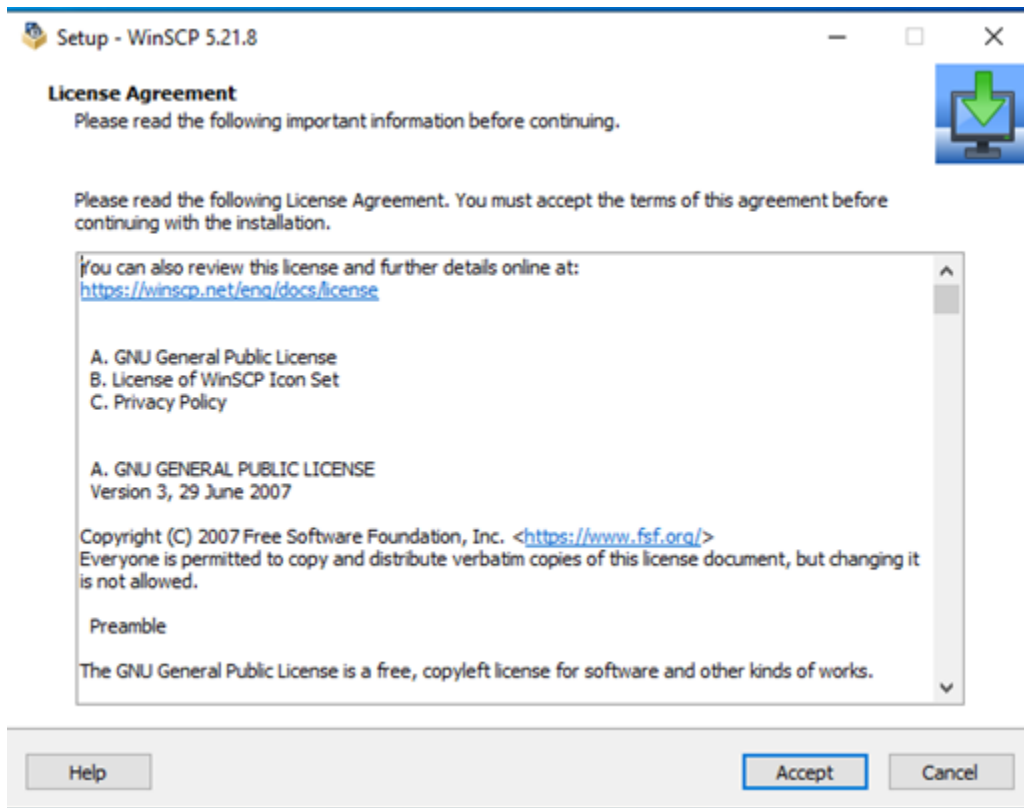 Setup - WinSCP 5.21.8
License Agreement
Please read the following important information before continuing.
Please read the following License Agreement. You must accept the terms of this agreement before
continuing with the installation.
You can also review this license and further details online at:
https://winscp.net/eng/docs/license
A. GNU General Public License
B. License of WinSCP Icon Set
C. Privacy Policy
A. GNU GENERAL PUBLIC LICENSE
Version 3, 29 June 2007
Copyright (C) 2007 Free Software Foundation, Inc. <https://www.fsf.org/>
Everyone is permitted to copy and distribute verbatim copies of this license document, but changing it
is not allowed.
Preamble
The GNU General Public License is a free, copyleft license for software and other kinds of works.
Help
Accept
Cancel